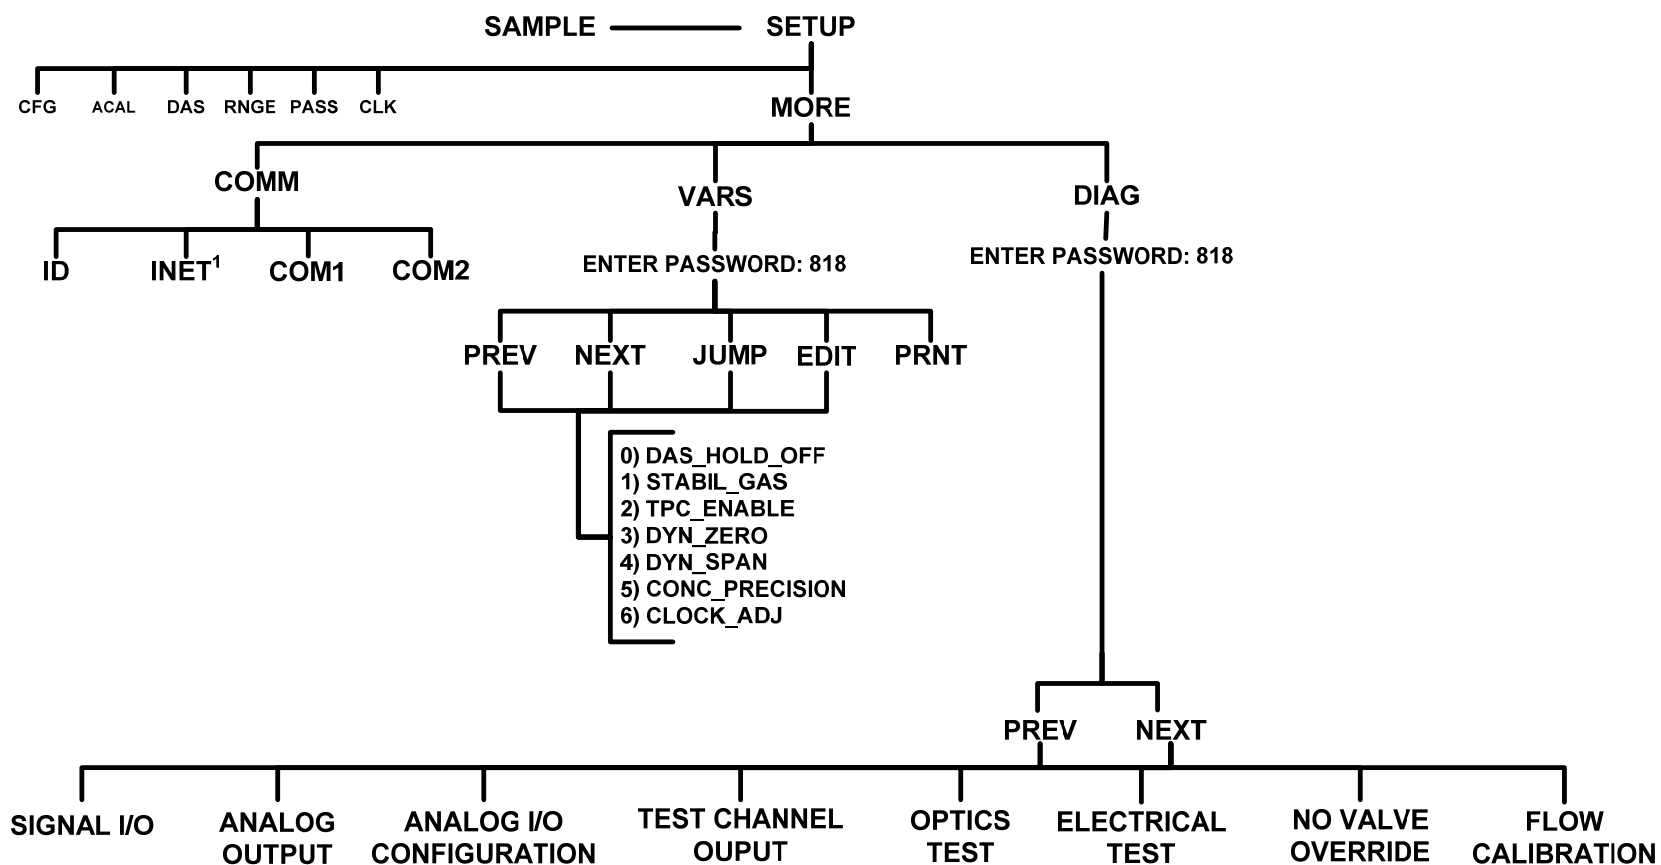 SAMPLE SETUP
CFG ACAL DAS RNGE PASS CLK
MORE
COMM
VARS
DIAG
ID INET¹ COM1 COM2
ENTER PASSWORD: 818
ENTER PASSWORD: 818
PREV NEXT JUMP EDIT PRNT
0) DAS_HOLD_OFF
1) STABIL_GAS
2) TPC_ENABLE
3) DYN_ZERO
4) DYN_SPAN
5) CONC_PRECISION
6) CLOCK_ADJ
PREV NEXT
SIGNAL I/O
ANALOG
OUTPUT
ANALOG I/O
CONFIGURATION
TEST CHANNEL
OUPUT
OPTICS
TEST
ELECTRICAL
TEST
NO VALVE
OVERRIDE
FLOW
CALIBRATION